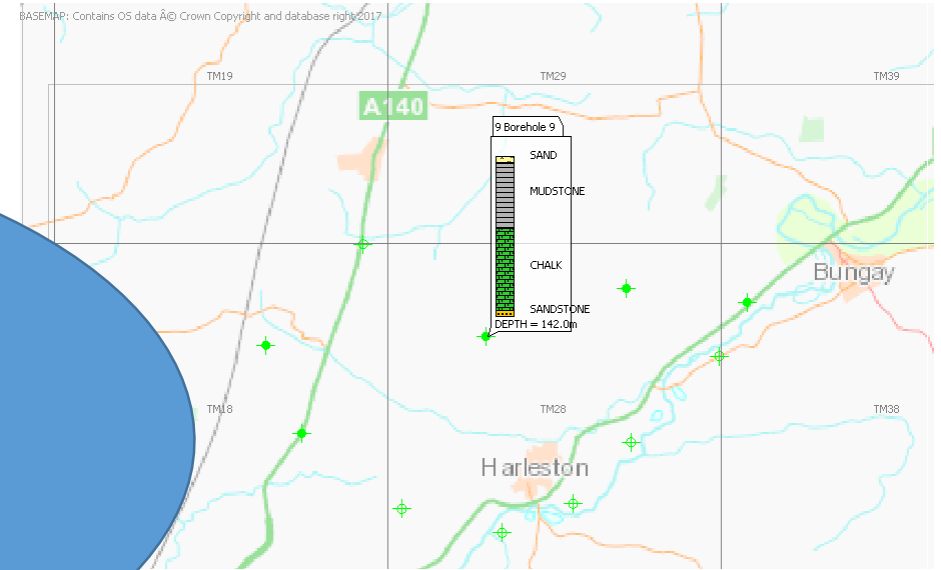 BASEMAP: Contains OS data Â© Crown Copyright and database right 2017
TM19
TM29
TM39
A140
9 Borehole 9
SAND
MUDSTONE
CHALK
Bungay
SANDSTONE
DEPTH = 142.0m
TM18
TM28
TM38
Harleston